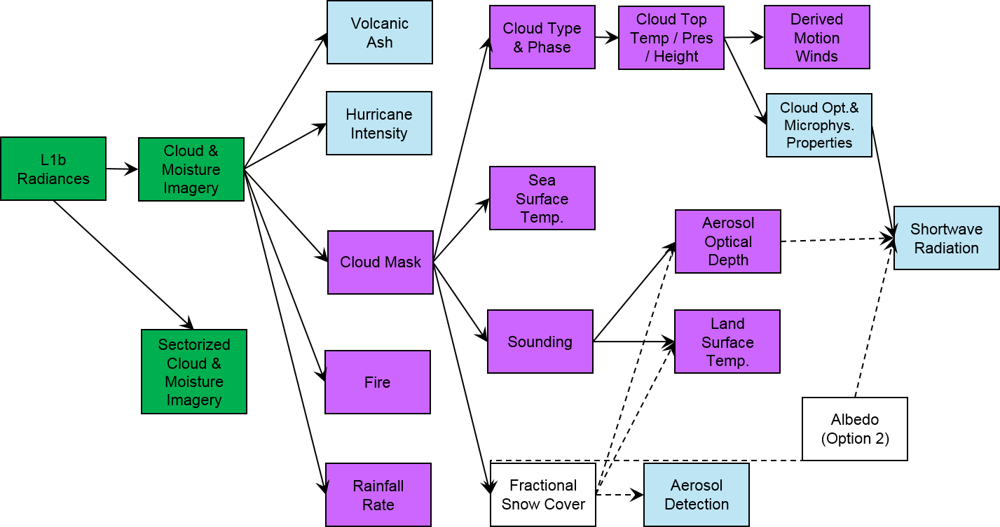 L1b
Radiances
Cloud &
Moisture
Imagery
Sectorized
Cloud &
Moisture
Imagery
Volcanic
Ash
Hurricane
Intensity
Cloud Mask
Fire
Rainfall
Rate
Cloud Type
& Phase
Sea
Surface
Temp.
Sounding
Fractional
Snow Cover
Cloud Top
Temp / Pres
/ Height
Aerosol
Optical
Depth
Land
Surface
Temp.
Aerosol
Detection
Derived
Motion
Winds
Cloud Opt.&
Microphys.
Properties
Albedo
(Option 2)
Shortwave
Radiation